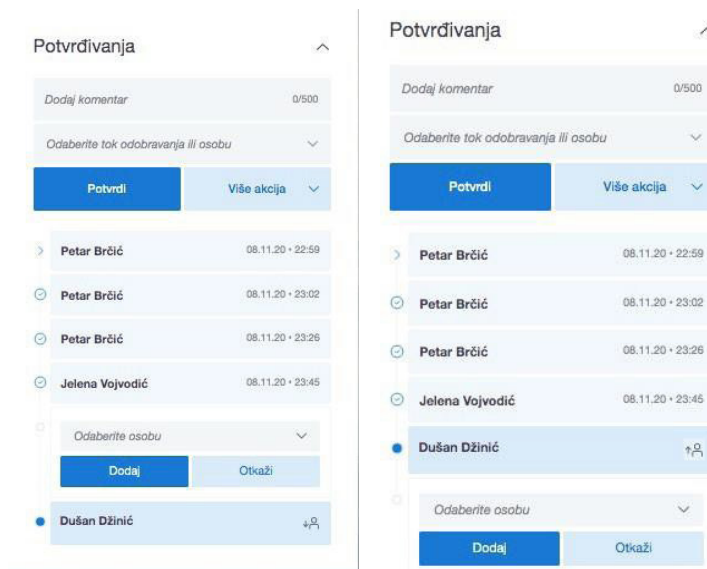 Potvrđivanja
Dodaj komentar 0/500
Odaberite tok odobravanja ili osobu
Potvrdi Više akcija
Petar Brčić 08.11.20 • 22:59
Petar Brčić 08.11.20 • 23:02
Petar Brčić 08.11.20 • 23:26
Jelena Vojvodić 08.11.20 • 23:45
Odaberite osobu
Dodaj Otkaži
Dušan Džinić
Potvrđivanja
Dodaj komentar 0/500
Odaberite tok odobravanja ili osobu
Potvrdi Više akcija
Petar Brčić 08.11.20 • 22:59
Petar Brčić 08.11.20 • 23:02
Petar Brčić 08.11.20 • 23:26
Jelena Vojvodić 08.11.20 • 23:45
Dušan Džinić
Odaberite osobu
Dodaj Otkaži